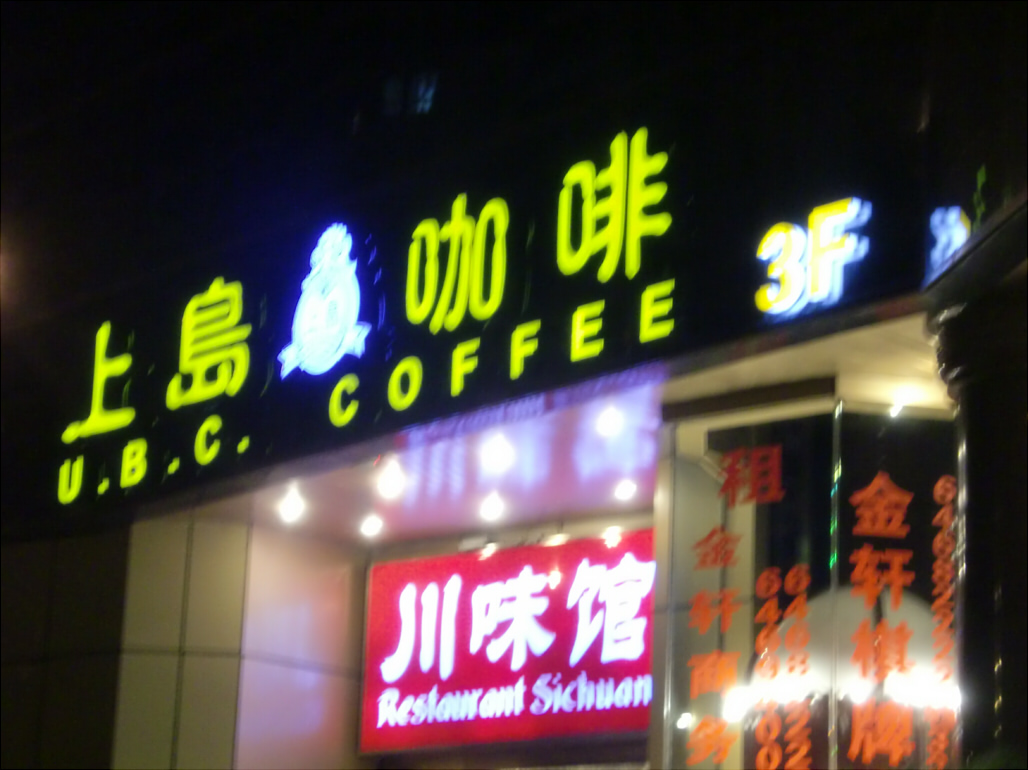 上島咖啡
3F
U.B.C. COFFEE
川味馆
Restaurant Sichuan
租
金轩商务
金轩棋牌